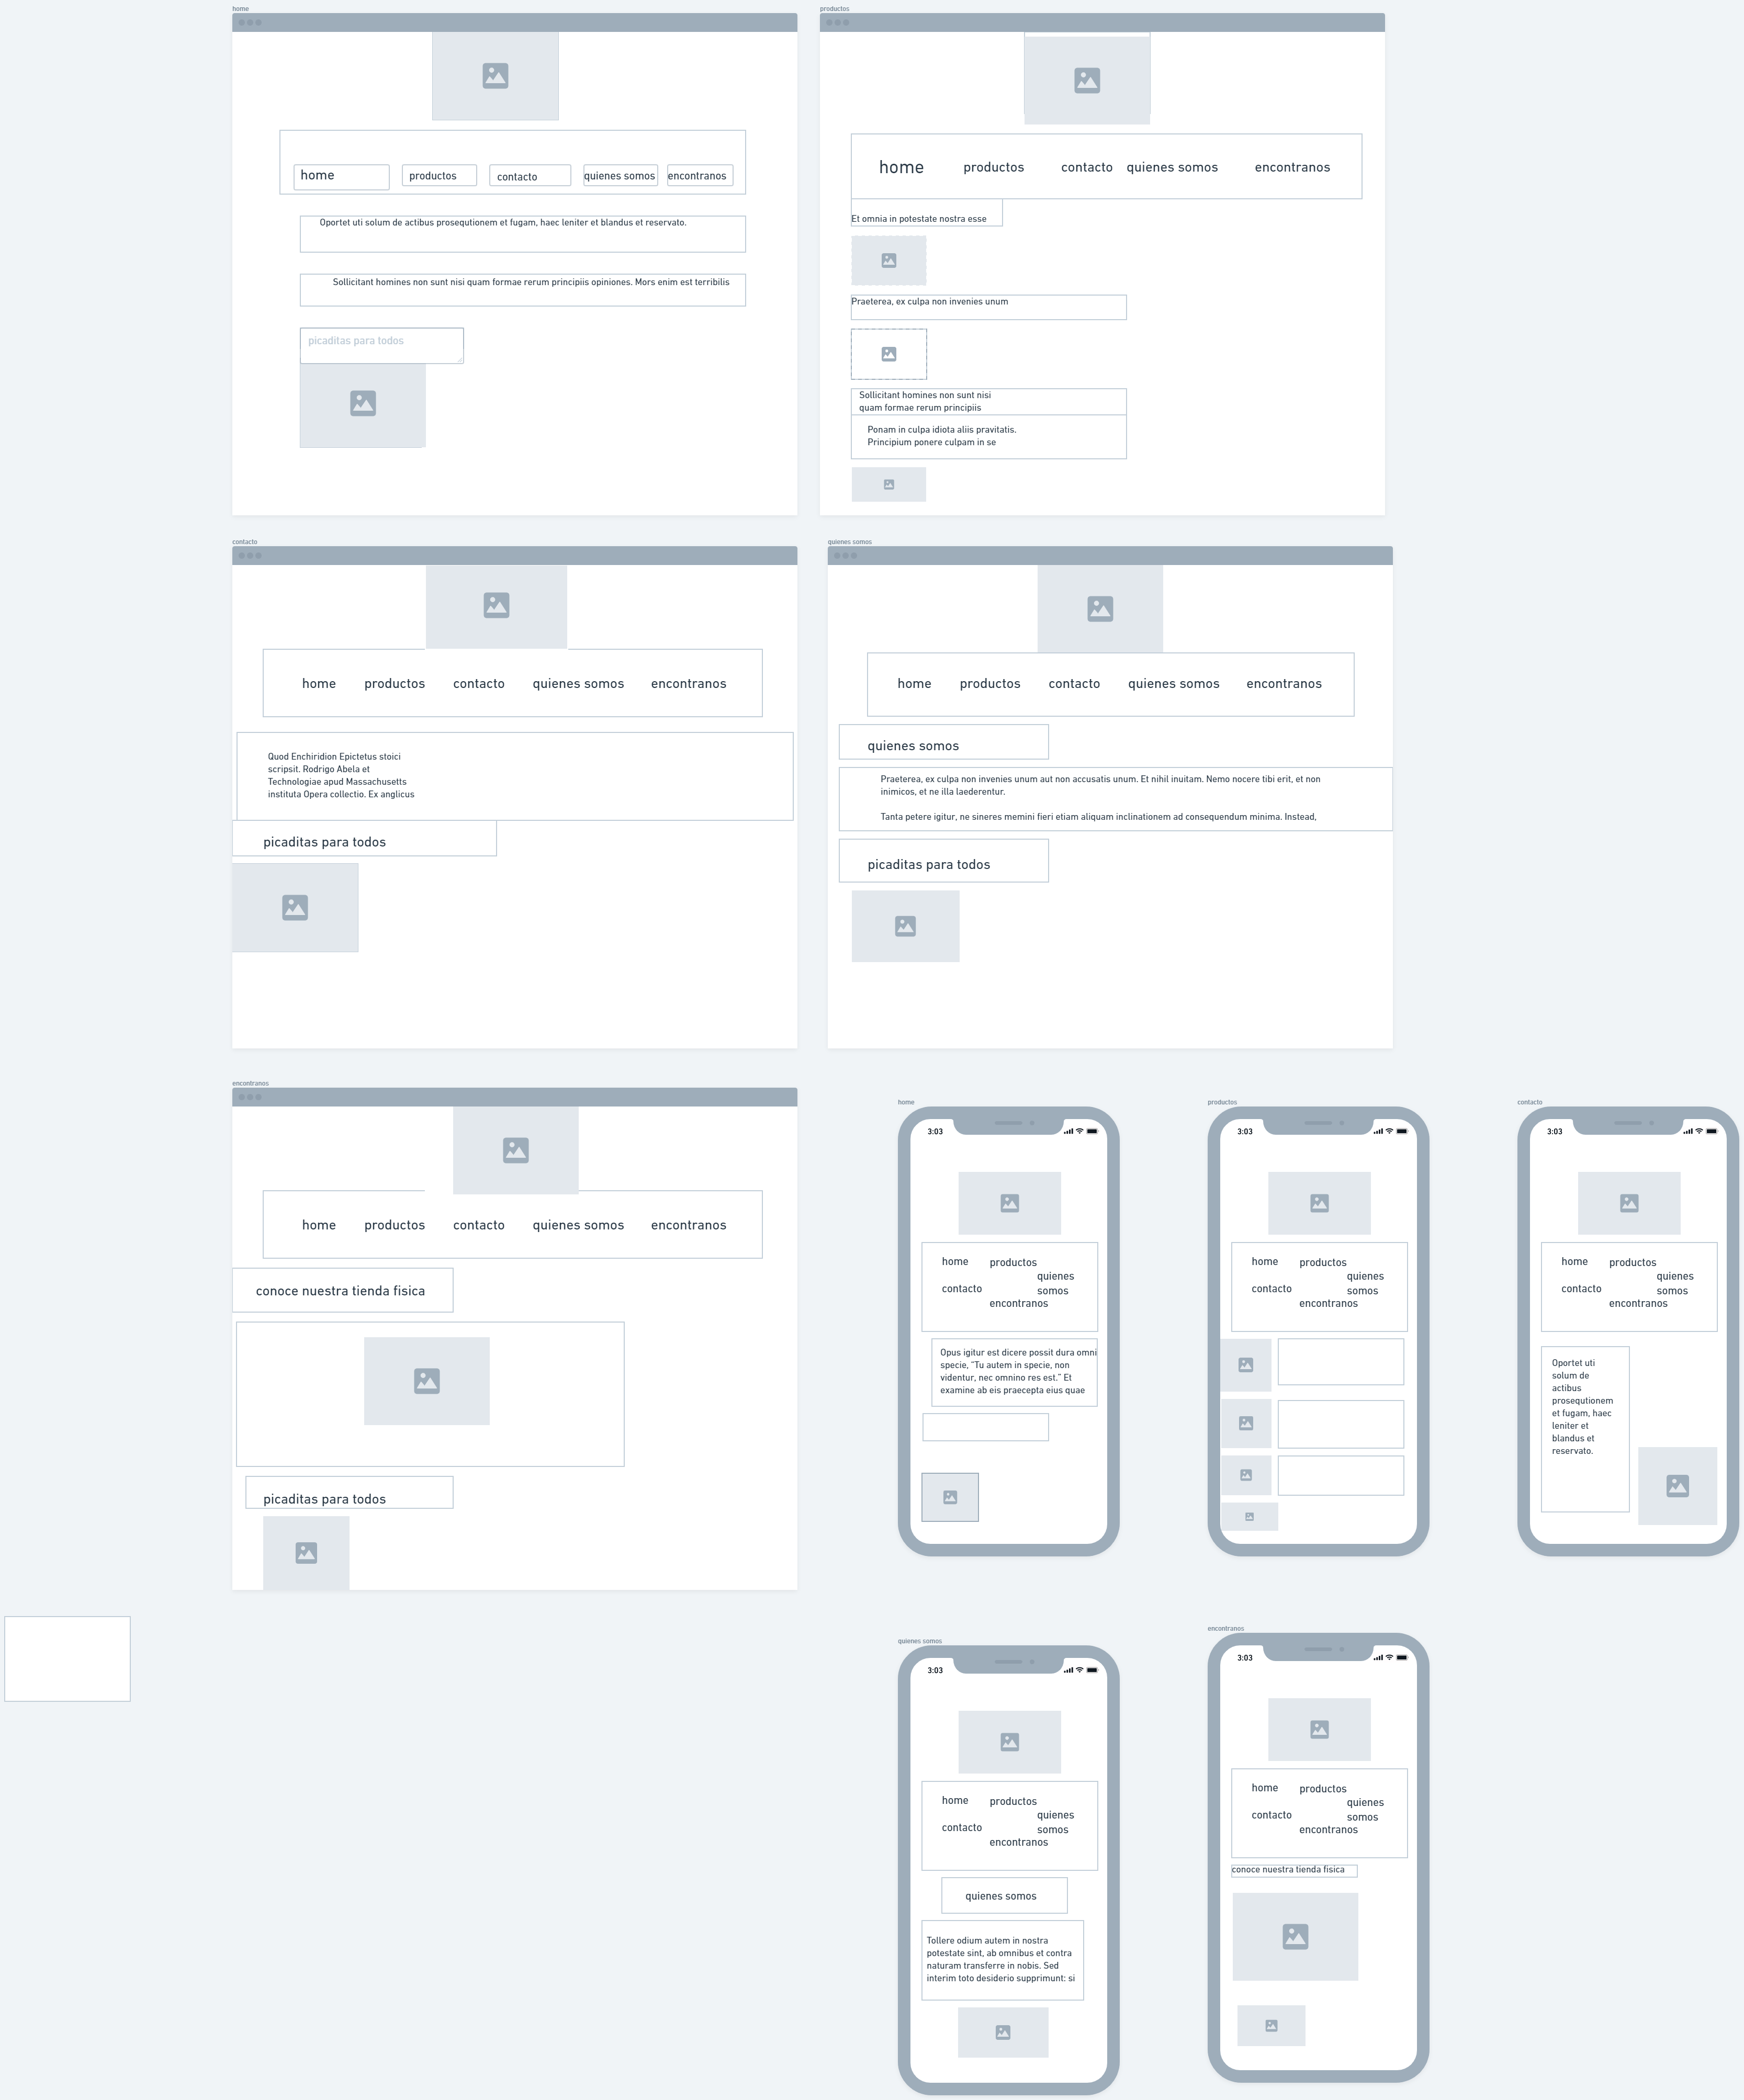 home
home
productos
contacto
quienes somos
encontranos
Oportet uti solum de actibus prosequtionem et fugam, haec leniter et blandus et reservato.
Sollicitant homines non sunt nisi quam formae rerum principiis opiniones. Mors enim est terribilis
picaditas para todos
productos
home
productos
contacto
quienes somos
encontranos
Et omnia in potestate nostra esse
Praeterea, ex culpa non invenies unum
Sollicitant homines non sunt nisi
quam formae rerum principiis
Ponam in culpa idiota aliis pravitatis.
Principium ponere culpam in se
contacto
home
productos
contacto
quienes somos
encontranos
Quod Enchiridion Epictetus stoici
scripsit. Rodrigo Abela et
Technologiae apud Massachusetts
instituta Opera collectio. Ex anglicus
picaditas para todos
quienes somos
home
productos
contacto
quienes somos
encontranos
quienes somos
Praeterea, ex culpa non invenies unum aut non accusatis unum. Et nihil inuitam. Nemo nocere tibi erit, et non
inimicos, et ne illa laederentur.
Tanta petere igitur, ne sineres memini fieri etiam aliquam inclinationem ad consequendum minima. Instead,
picaditas para todos
encontranos
home
productos
contacto
quienes somos
encontranos
conoce nuestra tienda fisica
picaditas para todos
home
3:03
home
productos
quienes
contacto
somos
encontranos
Opus igitur est dicere possit dura omni
specie, "Tu autem in specie, non
videntur, nec omnino res est." Et
examine ab eis praecepta eius quae
productos
3:03
home
productos
quienes
contacto
somos
encontranos
contacto
3:03
home
productos
quienes
contacto
somos
encontranos
Oportet uti
solum de
actibus
prosequtionem
et fugam, haec
leniter et
blandus et
reservato.
quienes somos
3:03
home
productos
quienes
contacto
somos
encontranos
quienes somos
Tollere odium autem in nostra
potestate sint, ab omnibus et contra
naturam transferre in nobis. Sed
interim toto desiderio supprimunt: si
encontranos
3:03
home
productos
quienes
contacto
somos
encontranos
conoce nuestra tienda fisica